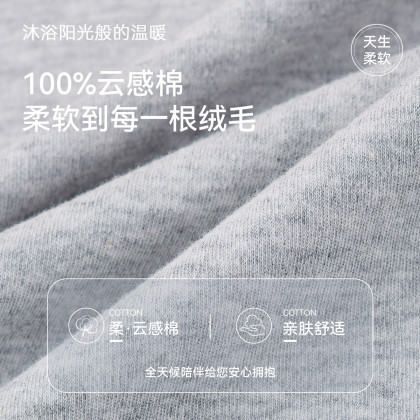 沐浴阳光般的温暖
天生
柔软
100%云感棉
柔软到每一根绒毛
COTTON
柔·云感棉
COTTON
亲肤舒适
全天候陪伴给您安心拥抱